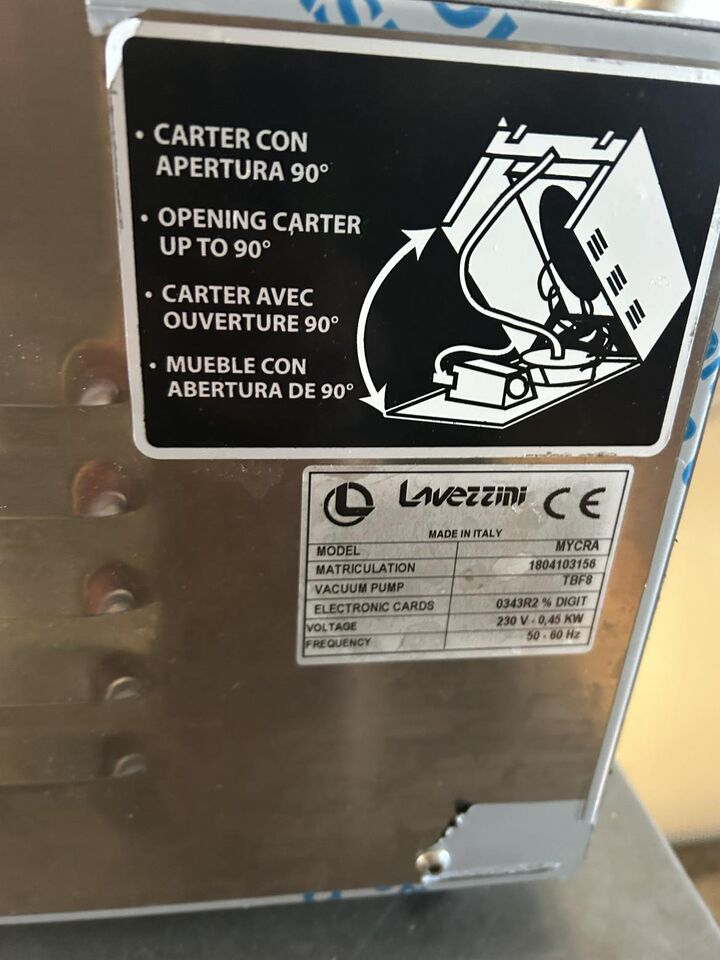 • CARTER CON
APERTURA 90°
• OPENING CARTER
UP TO 90°
• CARTER AVEC
OUVERTURE 90°
• MUEBLE CON
ABERTURA DE 90°
L Lavezzini CE
MADE IN ITALY
MODEL MYCRA
MATRICULATION 1804103156
VACUUM PUMP TBF8
ELECTRONIC CARDS 0343R2 % DIGIT
VOLTAGE 230 V - 0,45 KW
FREQUENCY 50 - 60 Hz